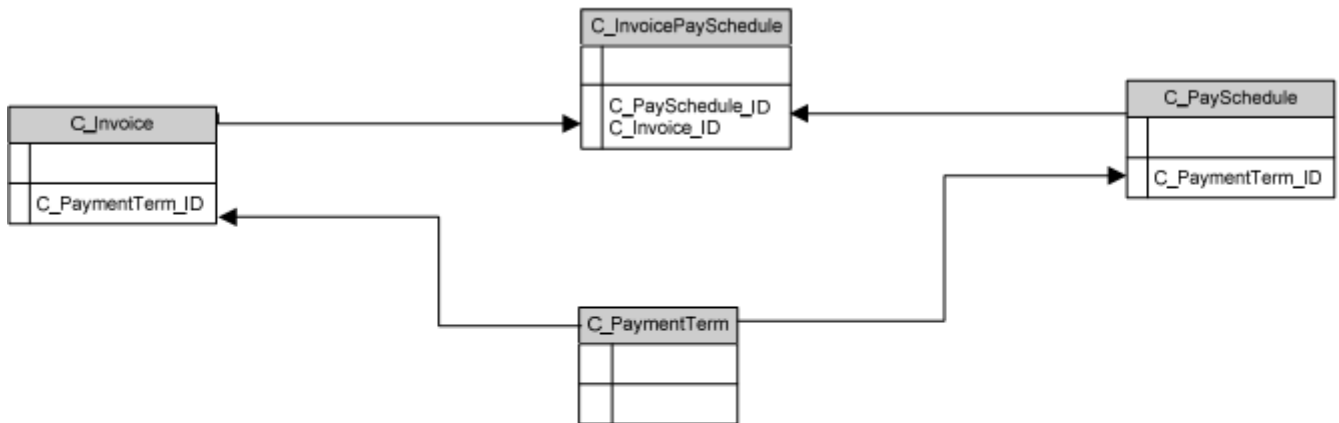 C_InvoicePaySchedule
C_PaySchedule_ID
C_Invoice_ID
C_PaySchedule
C_PaymentTerm_ID
C_Invoice
C_PaymentTerm_ID
C_PaymentTerm